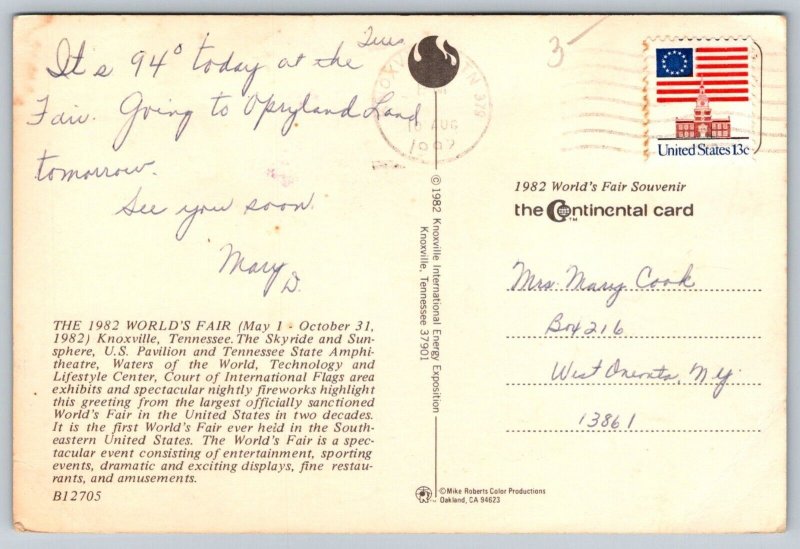 Tues
It's 94° today at the
Fair. Going to Opryland Land
tomorrow.
See you soon.
Mary D.
THE 1982 WORLD'S FAIR (May 1 - October 31,
1982) Knoxville, Tennessee. The Skyride and Sun-
sphere, U.S. Pavilion and Tennessee State Amphi-
theatre, Waters of the World, Technology and
Lifestyle Center, Court of International Flags area
exhibits and spectacular nightly fireworks highlight
this greeting from the largest officially sanctioned
World's Fair in the United States in two decades.
It is the first World's Fair ever held in the South-
eastern United States. The World's Fair is a spec-
tacular event consisting of entertainment, sporting
events, dramatic and exciting displays, fine restau-
rants, and amusements.
B12705
TN 379
10 AUG
© 1982 Knoxville International Energy Exposition
Knoxville, Tennessee 37901
© Mike Roberts Color Productions
Oakland, CA 94623
3-
United States 13c
1982 World's Fair Souvenir
the Continental card
TM
Mrs. Mary Cook
Box 216
West Oneonta, NY
13861